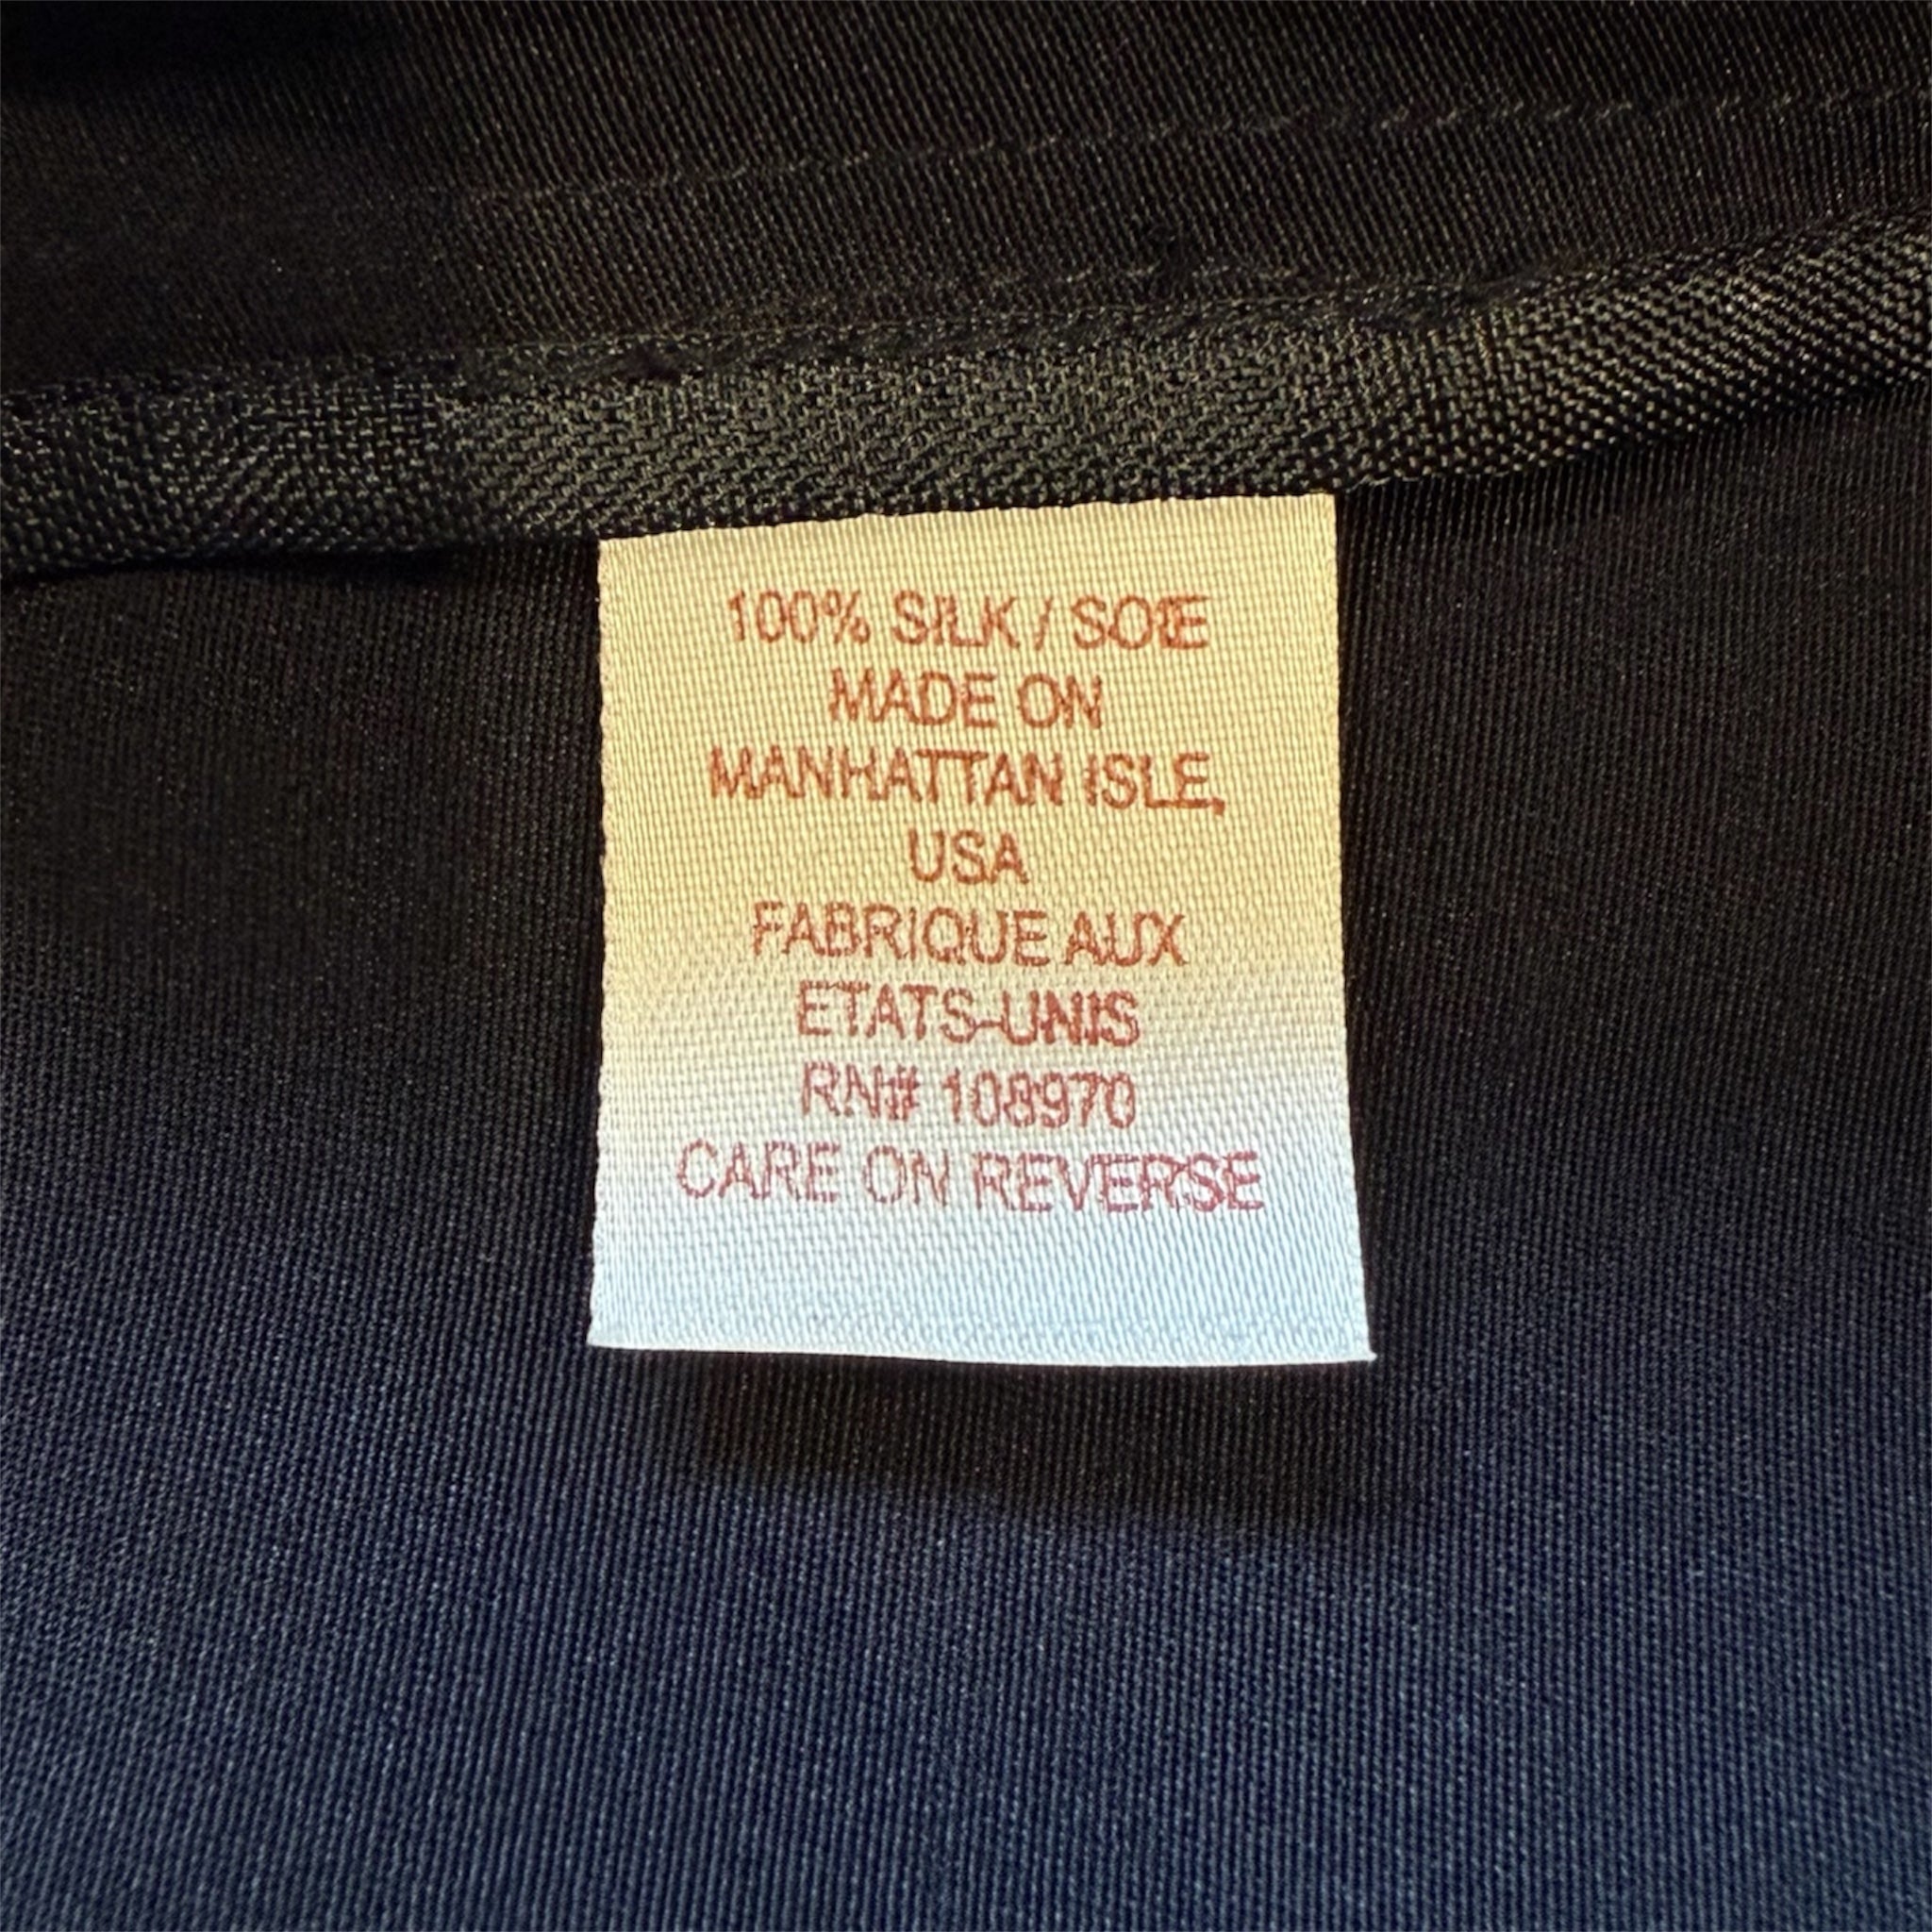 100% SILK / SOIE
MADE ON
MANHATTAN ISLE,
USA
FABRIQUE AUX
ETATS-UNIS
RN# 108970
CARE ON REVERSE